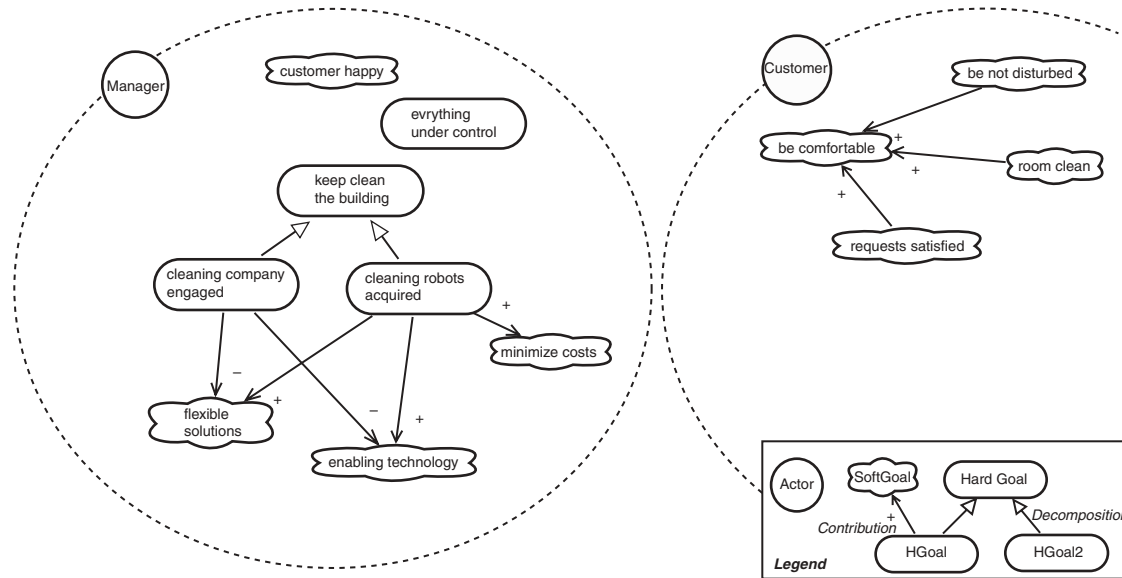 Manager
customer happy
evrything
under control
keep clean
the building
cleaning company
engaged
cleaning robots
acquired
+
minimize costs
–
+
–
+
flexible
solutions
enabling technology
Customer
be not disturbed
be comfortable
+
+
room clean
+
requests satisfied
Actor
SoftGoal
Hard Goal
+
Contribution
Decomposition
HGoal
HGoal2
Legend